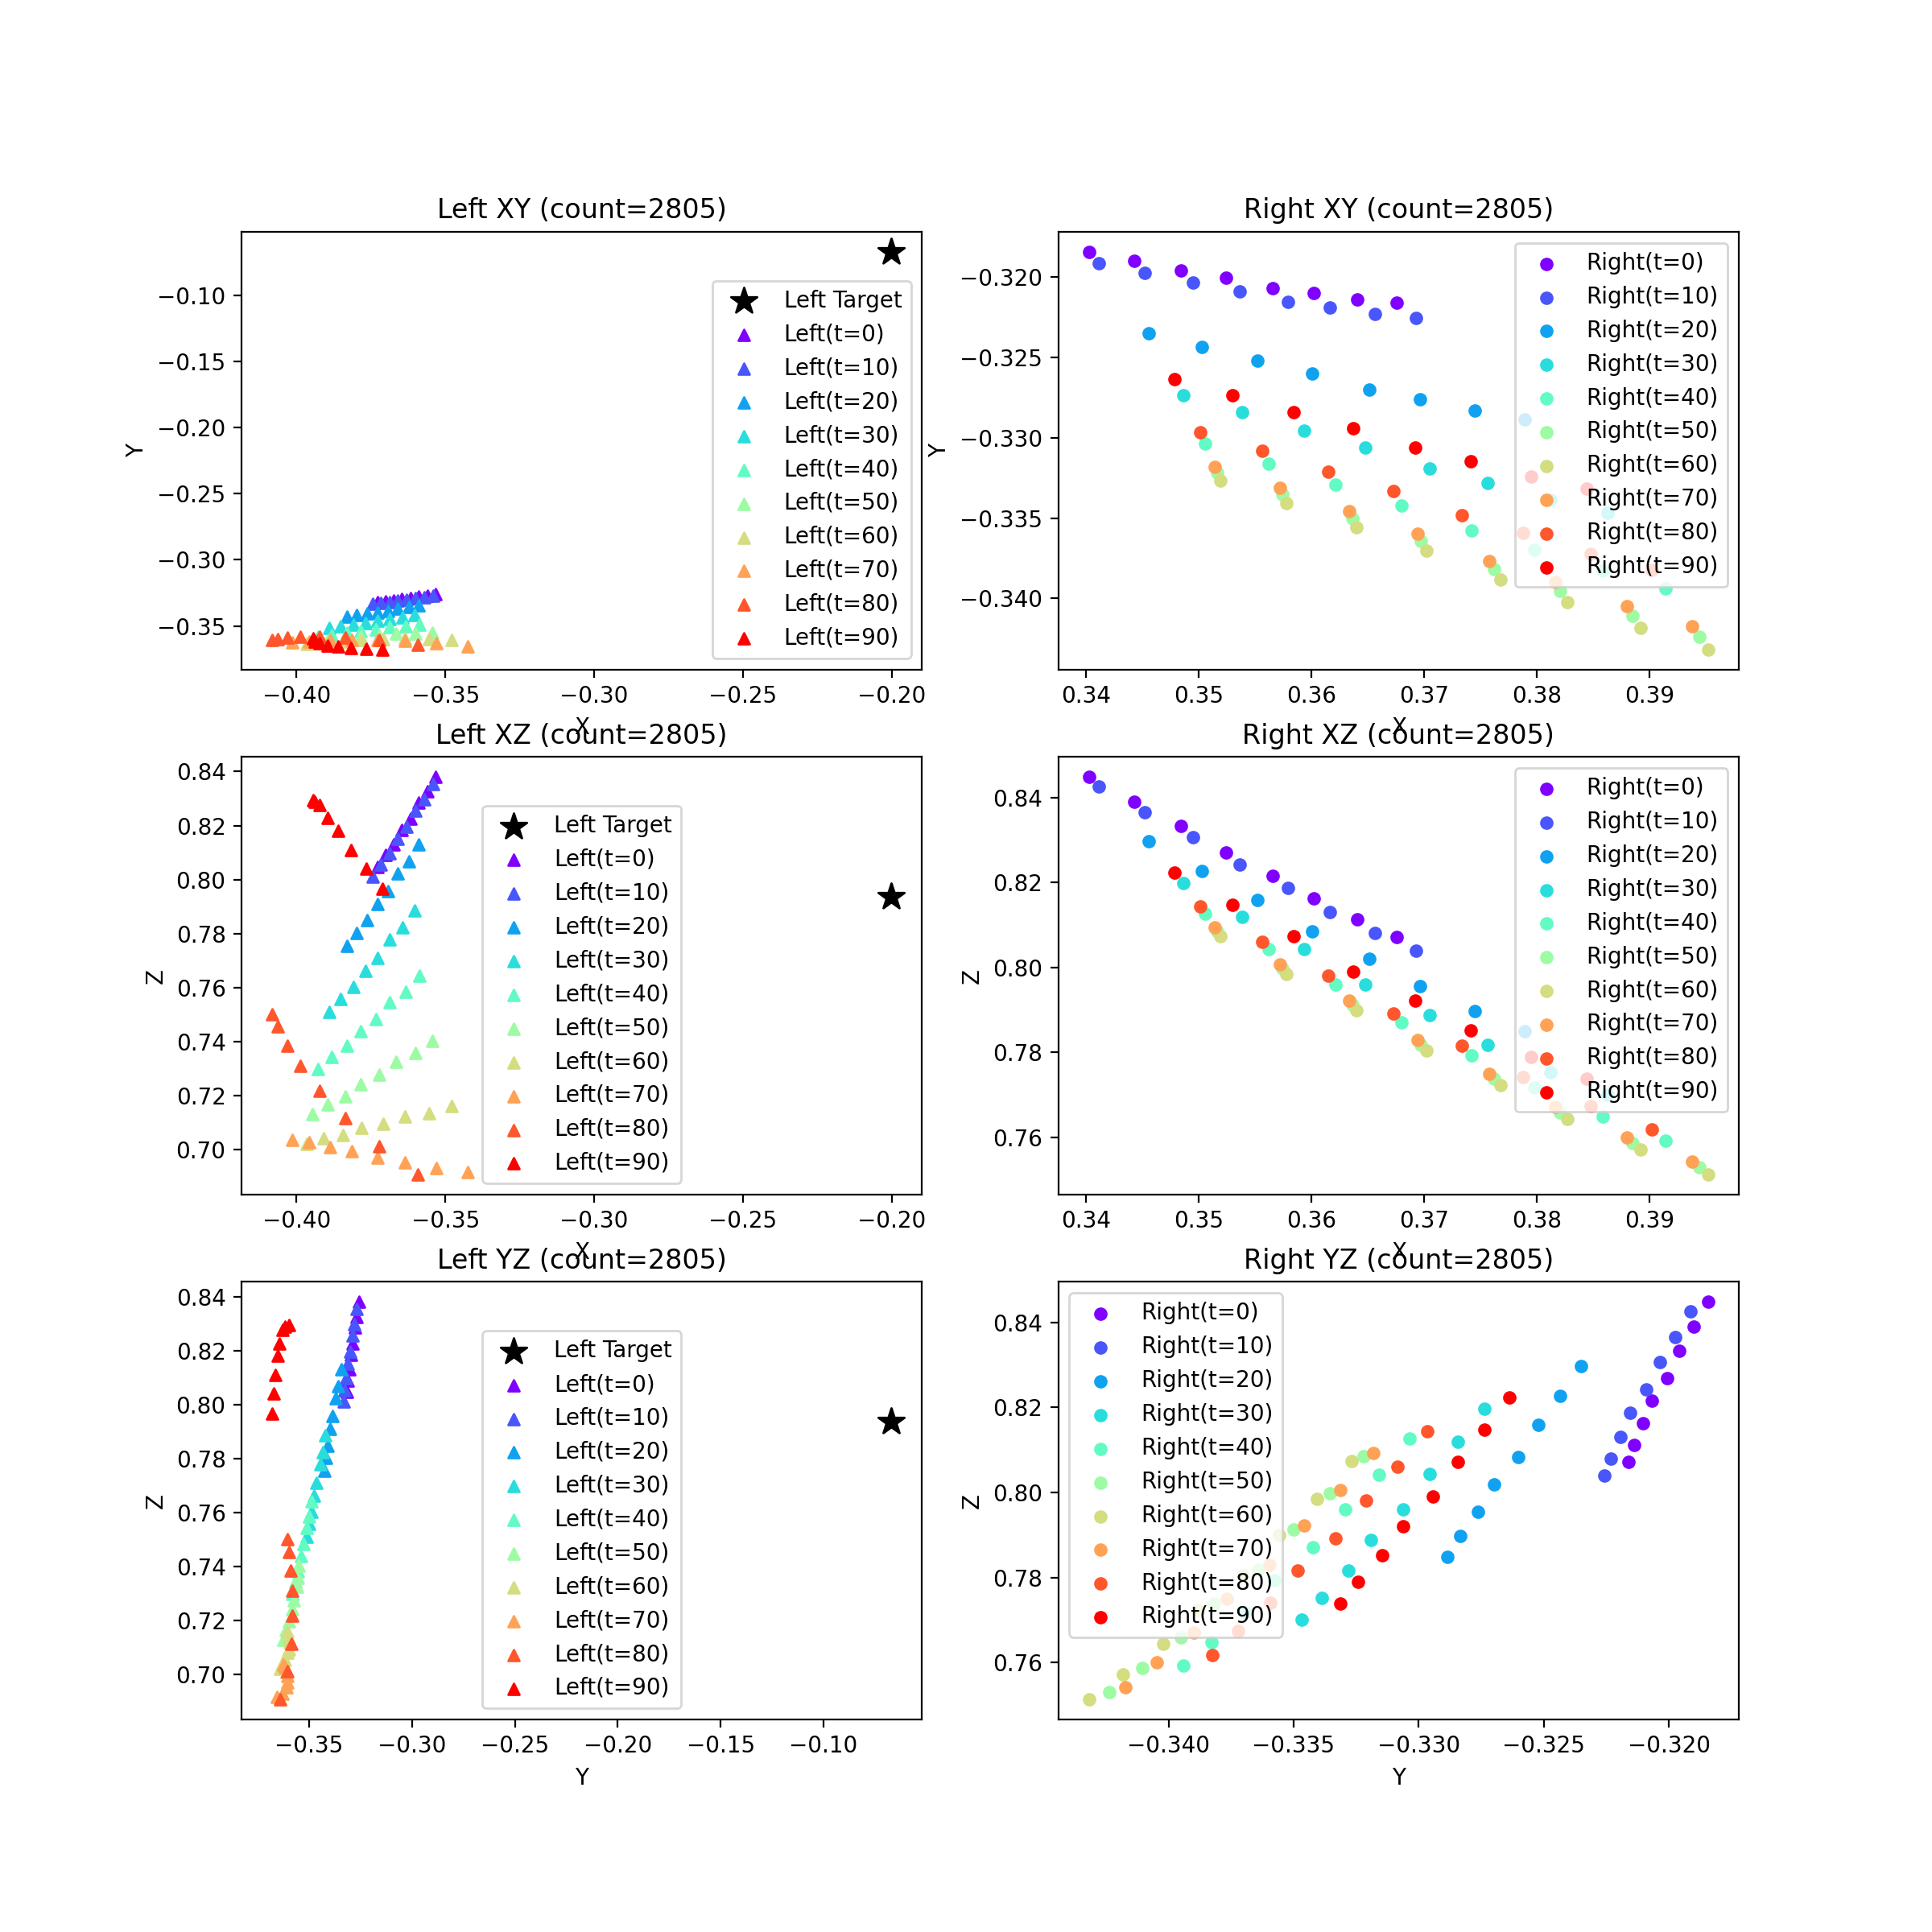 Left XY (count=2805)
−0.10
−0.15
−0.20
−0.25
−0.30
−0.35
Y
Left Target
Left(t=0)
Left(t=10)
Left(t=20)
Left(t=30)
Left(t=40)
Left(t=50)
Left(t=60)
Left(t=70)
Left(t=80)
Left(t=90)
−0.40 −0.35 −0.30 −0.25 −0.20
X
Right XY (count=2805)
−0.320
−0.325
−0.330
−0.335
−0.340
Y
Right(t=0)
Right(t=10)
Right(t=20)
Right(t=30)
Right(t=40)
Right(t=50)
Right(t=60)
Right(t=70)
Right(t=80)
Right(t=90)
0.34 0.35 0.36 0.37 0.38 0.39
X
Left XZ (count=2805)
0.84
0.82
0.80
0.78
0.76
0.74
0.72
0.70
Z
Left Target
Left(t=0)
Left(t=10)
Left(t=20)
Left(t=30)
Left(t=40)
Left(t=50)
Left(t=60)
Left(t=70)
Left(t=80)
Left(t=90)
−0.40 −0.35 −0.30 −0.25 −0.20
X
Right XZ (count=2805)
0.84
0.82
0.80
0.78
0.76
Z
Right(t=0)
Right(t=10)
Right(t=20)
Right(t=30)
Right(t=40)
Right(t=50)
Right(t=60)
Right(t=70)
Right(t=80)
Right(t=90)
0.34 0.35 0.36 0.37 0.38 0.39
X
Left YZ (count=2805)
0.84
0.82
0.80
0.78
0.76
0.74
0.72
0.70
Z
Left Target
Left(t=0)
Left(t=10)
Left(t=20)
Left(t=30)
Left(t=40)
Left(t=50)
Left(t=60)
Left(t=70)
Left(t=80)
Left(t=90)
−0.35 −0.30 −0.25 −0.20 −0.15 −0.10
Y
Right YZ (count=2805)
0.84
0.82
0.80
0.78
0.76
Z
Right(t=0)
Right(t=10)
Right(t=20)
Right(t=30)
Right(t=40)
Right(t=50)
Right(t=60)
Right(t=70)
Right(t=80)
Right(t=90)
−0.340 −0.335 −0.330 −0.325 −0.320
Y